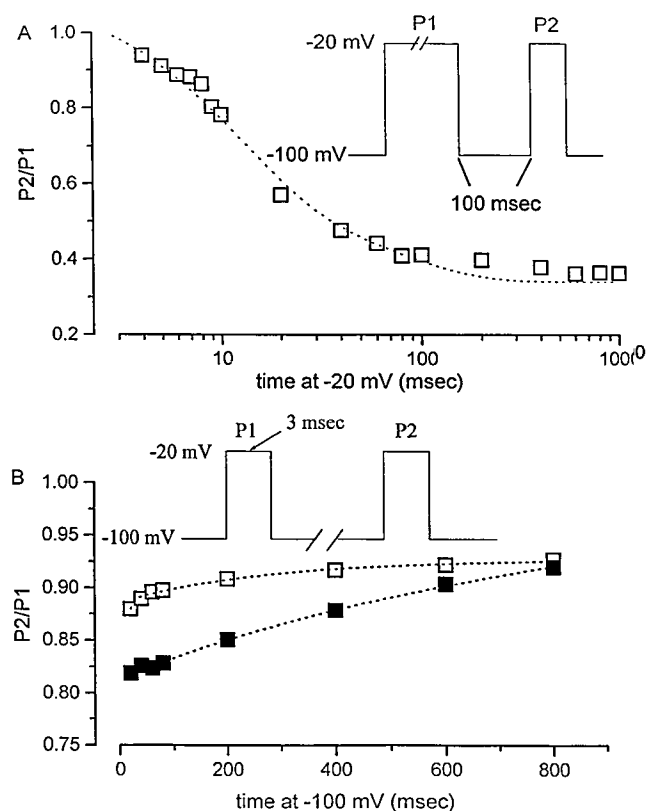 A
P1
P2
-20 mV
-100 mV
100 msec
1.0
0.8
0.6
0.4
0.2
P2/P1
10
100
1000
time at -20 mV (msec)
B
P1
3 msec
P2
-20 mV
-100 mV
1.00
0.95
0.90
0.85
0.80
0.75
P2/P1
0
200
400
600
800
time at -100 mV (msec)